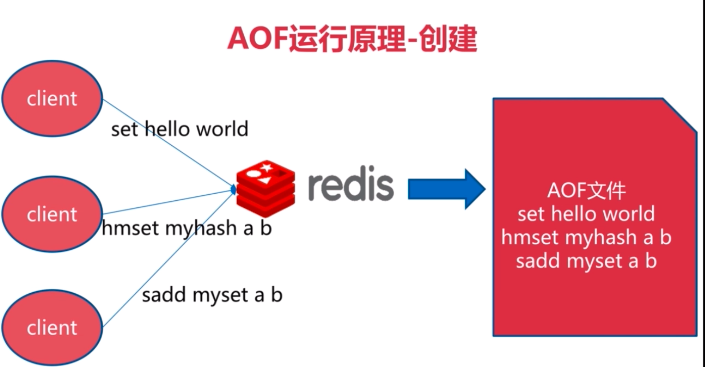 AOF运行原理-创建
client
set hello world
client
hmset myhash a b
client
sadd myset a b
redis
AOF文件
set hello world
hmset myhash a b
sadd myset a b